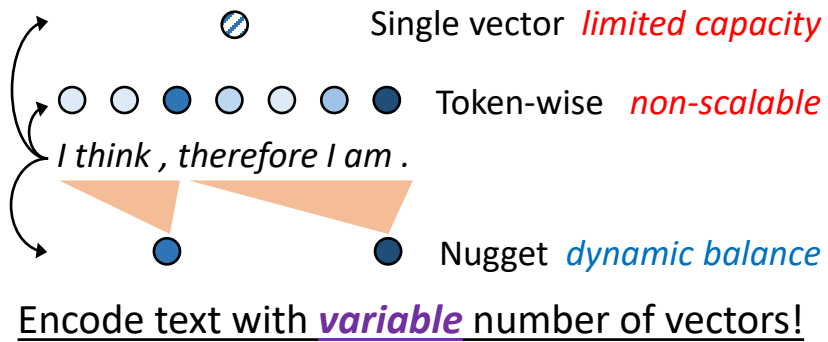 Single vector limited capacity
Token-wise non-scalable
I think , therefore I am .
Nugget dynamic balance
Encode text with variable number of vectors!